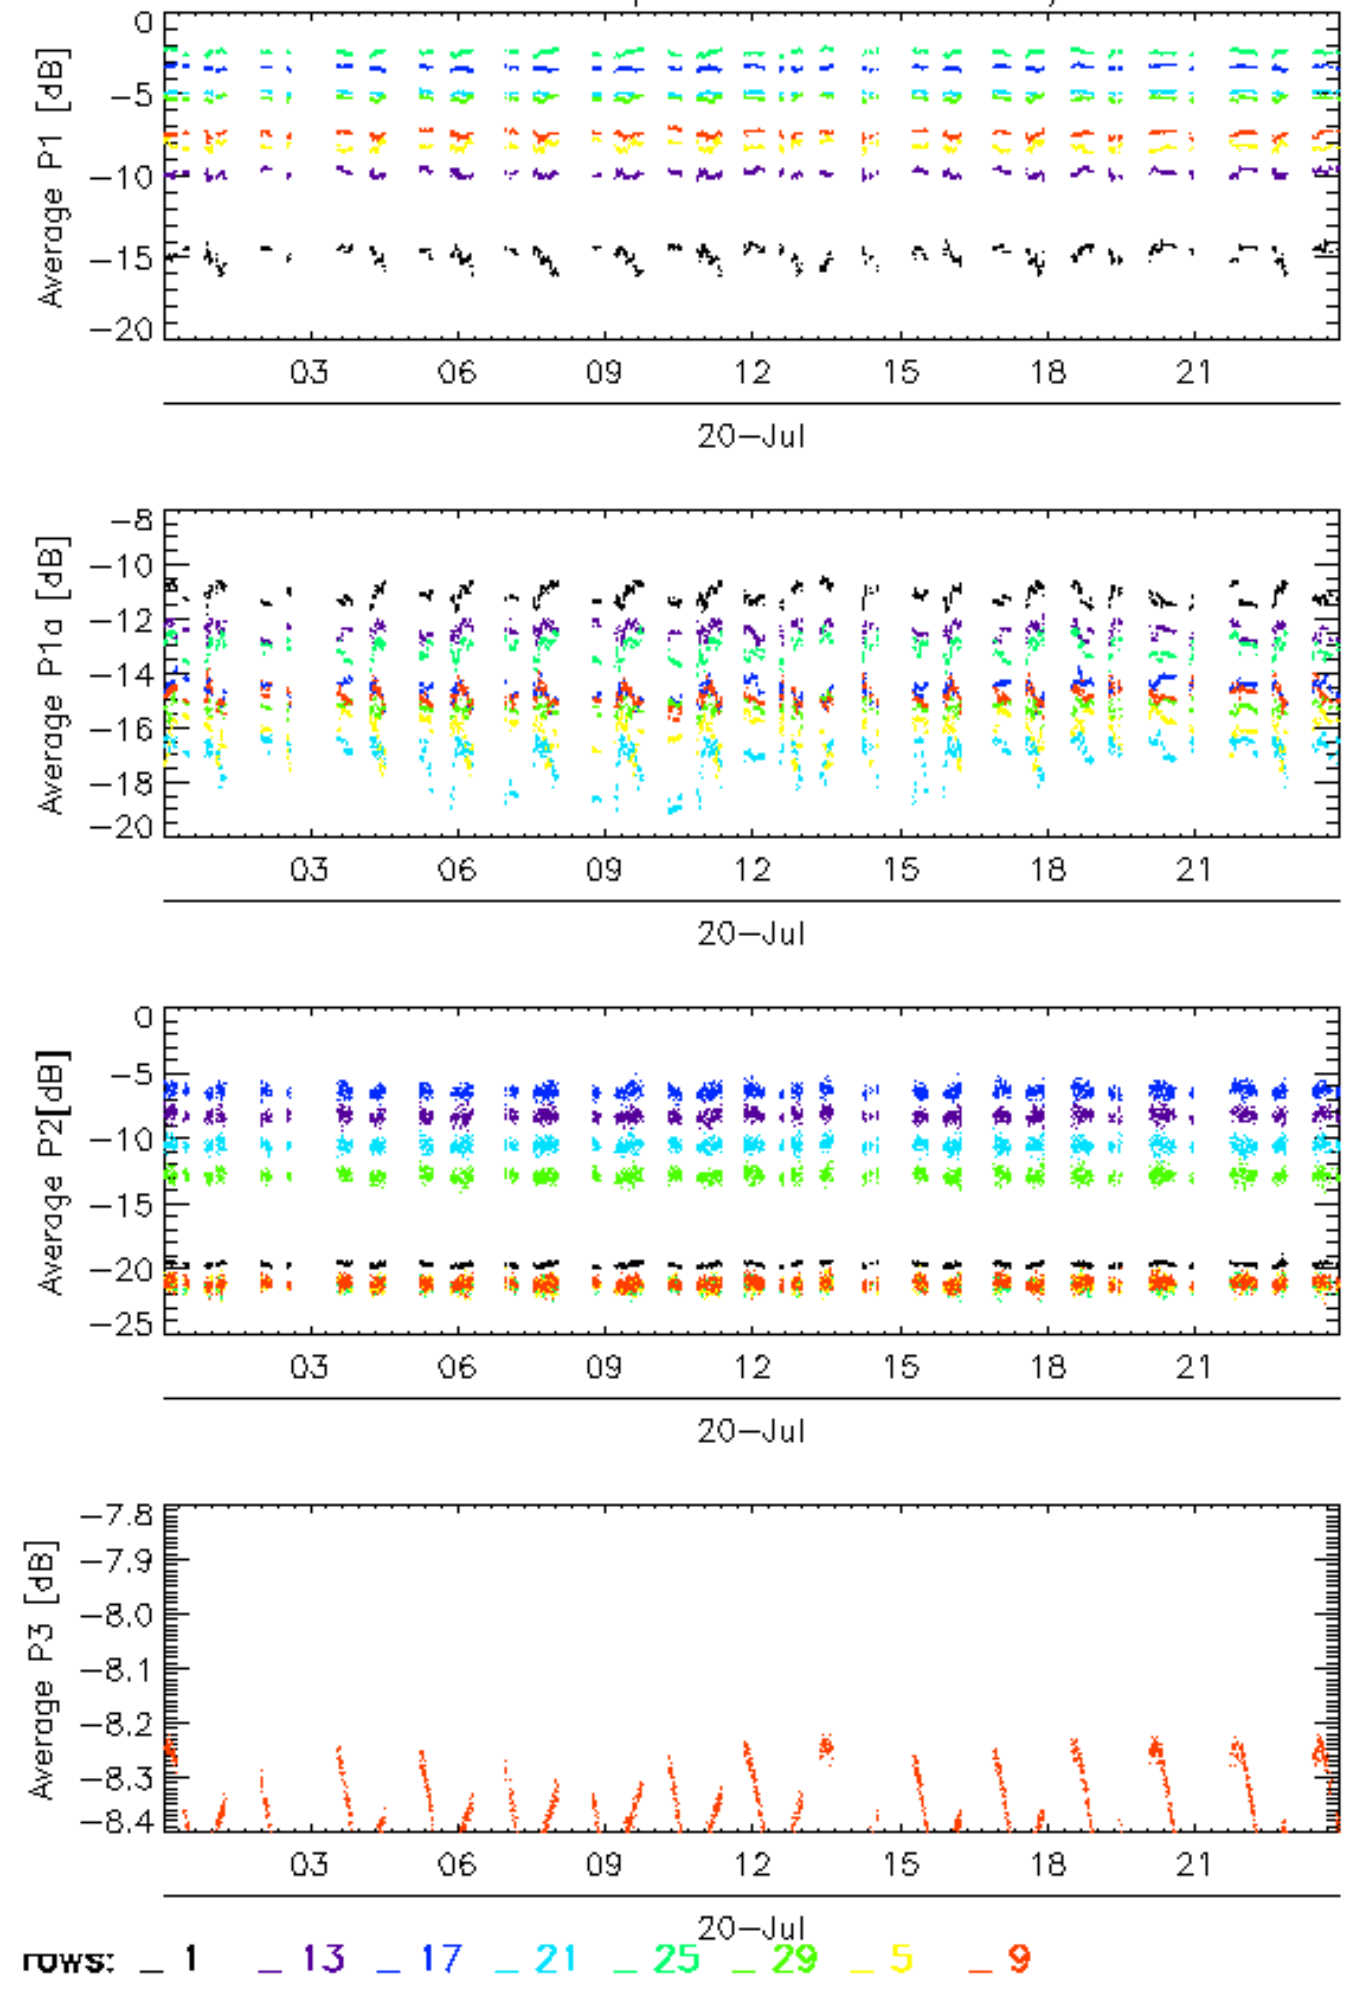 0
−5
−10
−15
−20
Average P1 [dB]
03 06 09 12 15 18 21
20−Jul
−8
−10
−12
−14
−16
−18
−20
Average P1a [dB]
03 06 09 12 15 18 21
20−Jul
0
−5
−10
−15
−20
−25
Average P2[dB]
03 06 09 12 15 18 21
20−Jul
−7.8
−7.9
−8.0
−8.1
−8.2
−8.3
−8.4
Average P3 [dB]
03 06 09 12 15 18 21
20−Jul
rows: _ 1 _ 13 _ 17 _ 21 _ 25 _ 29 _ 5 _ 9